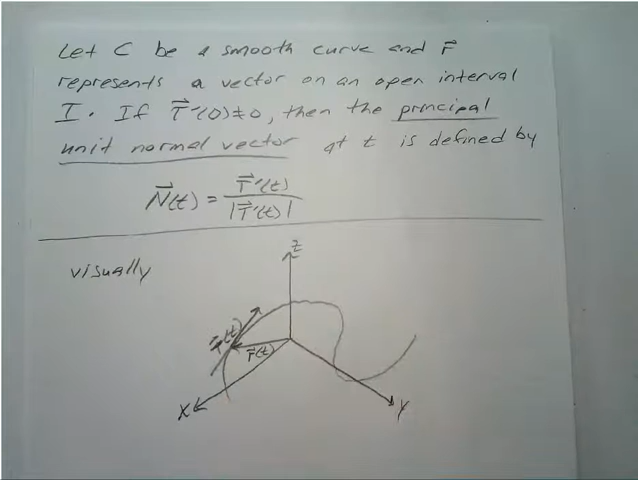 Let C be a smooth curve and r⃗
represents a vector on an open interval
I. If T⃗'(0)≠0, then the principal
unit normal vector at t is defined by
N⃗(t) = T⃗'(t) / |T⃗'(t)|
visually
z
T⃗(t)
r⃗(t)
x
y